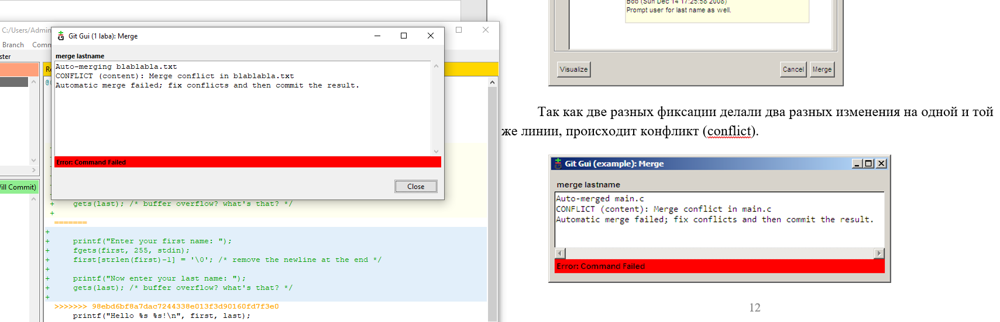 C:/Users/Admin
Branch
ster
Will Commit)
Git Gui (1 laba): Merge
merge lastname
Auto-merging blablabla.txt
CONFLICT (content): Merge conflict in blablabla.txt
Automatic merge failed; fix conflicts and then commit the result.
Error: Command Failed
Close
+    gets(last); /* buffer overflow? what's that? */
+
=======
+
+    printf("Enter your first name: ");
+    fgets(first, 255, stdin);
+    first[strlen(first)-1] = '\0'; /* remove the newline at the end */
+
+    printf("Now enter your last name: ");
+    gets(last); /* buffer overflow? what's that? */
+
>>>>>>> 98ebd6bf8a7dac7244338e013f3d90160fd7f3e0
printf("Hello %s %s!\n", first, last);
Bob (Sun Dec 14 17:25:58 2008)
Prompt user for last name as well.
Visualize
Cancel
Merge
Так как две разных фиксации делали два разных изменения на одной и той
же линии, происходит конфликт (conflict).
Git Gui (example): Merge
merge lastname
Auto-merged main.c
CONFLICT (content): Merge conflict in main.c
Automatic merge failed; fix conflicts and then commit the result.
Error: Command Failed
12